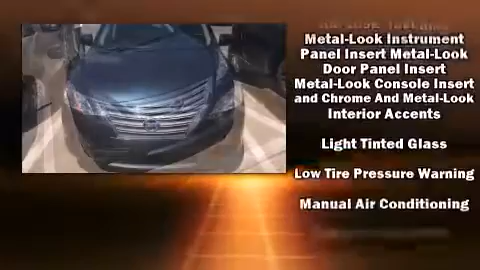 Metal-Look Instrument
Panel Insert Metal-Look
Door Panel Insert
Metal-Look Console Insert
and Chrome And Metal-Look
Interior Accents
Light Tinted Glass
Low Tire Pressure Warning
Manual Air Conditioning